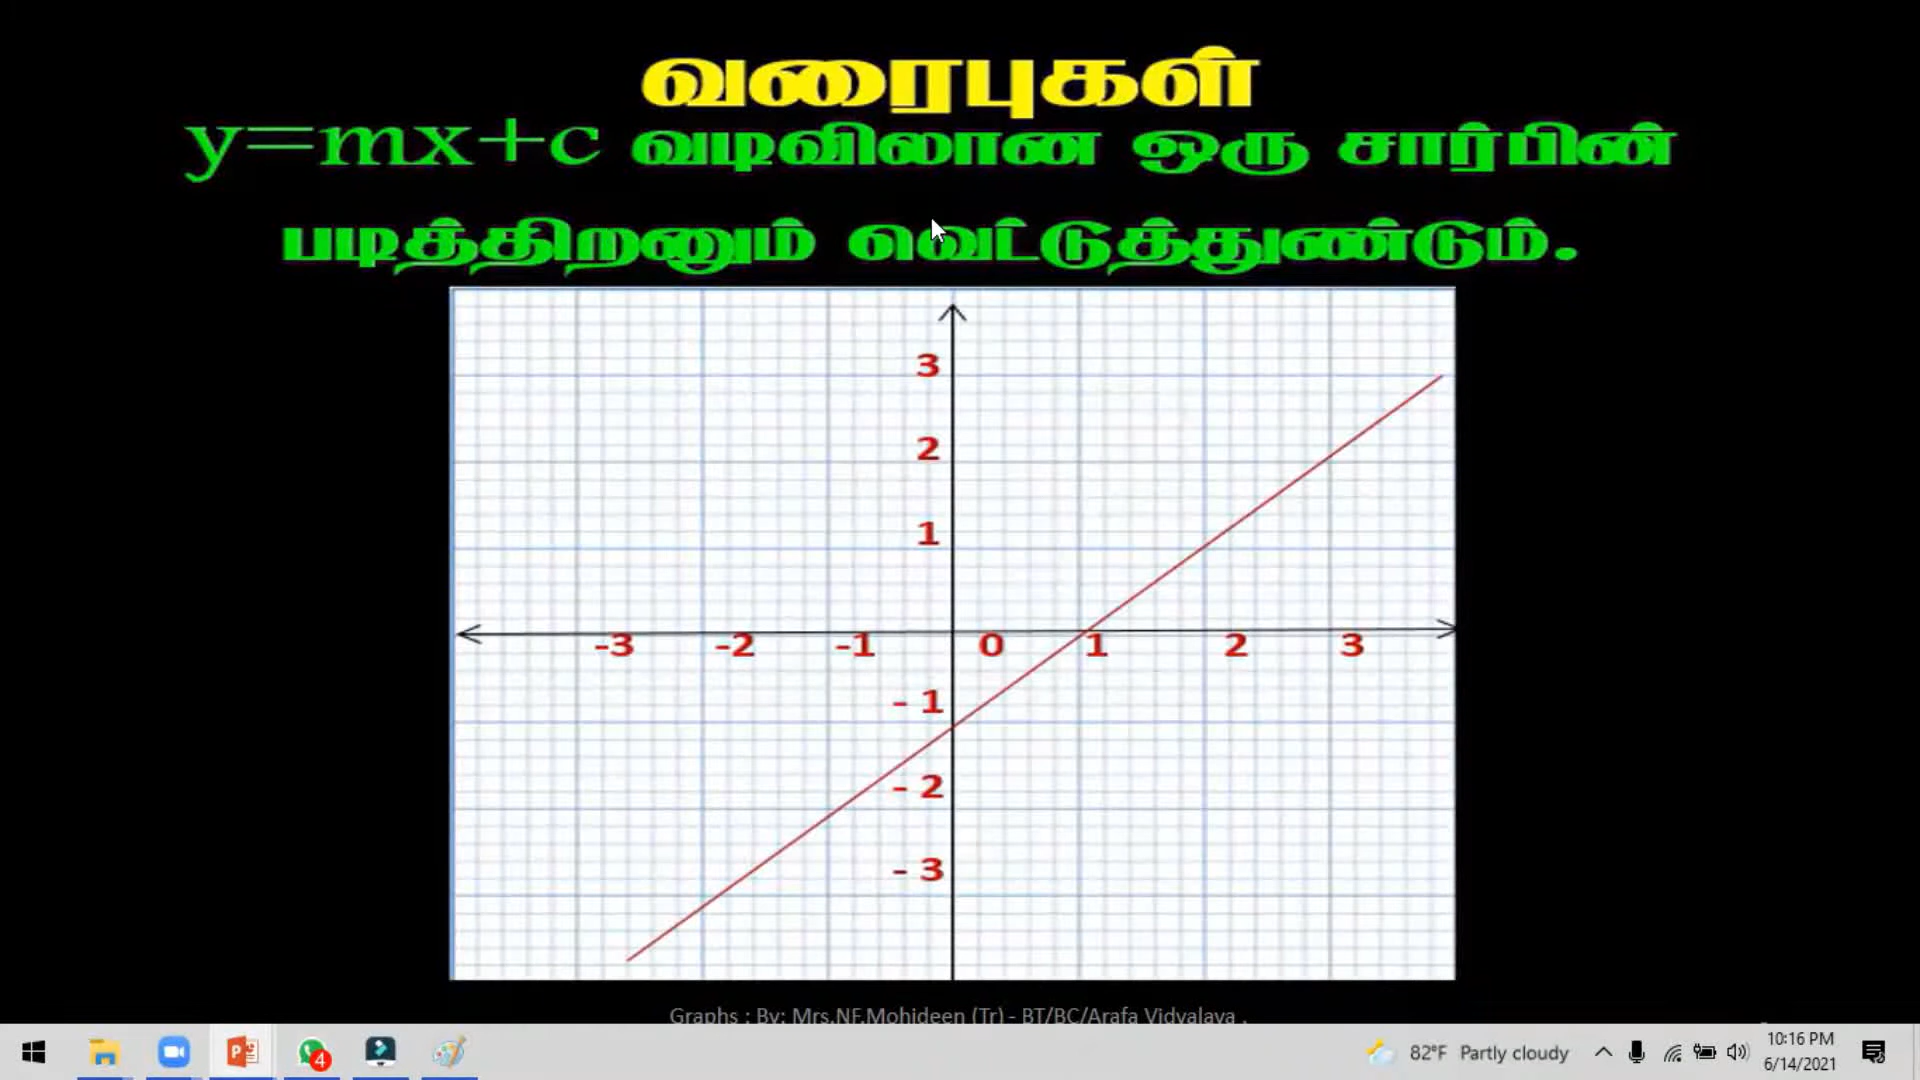 வரைபுகள்
y=mx+c வடிவிலான ஒரு சார்பின்
படித்திறனும் வெட்டுத்துண்டும்.
3
2
1
-3 -2 -1 0 1 2 3
- 1
- 2
- 3
Graphs : By: Mrs.NF.Mohideen (Tr) - BT/BC/Arafa Vidyalaya .
4
82°F Partly cloudy
10:16 PM
6/14/2021